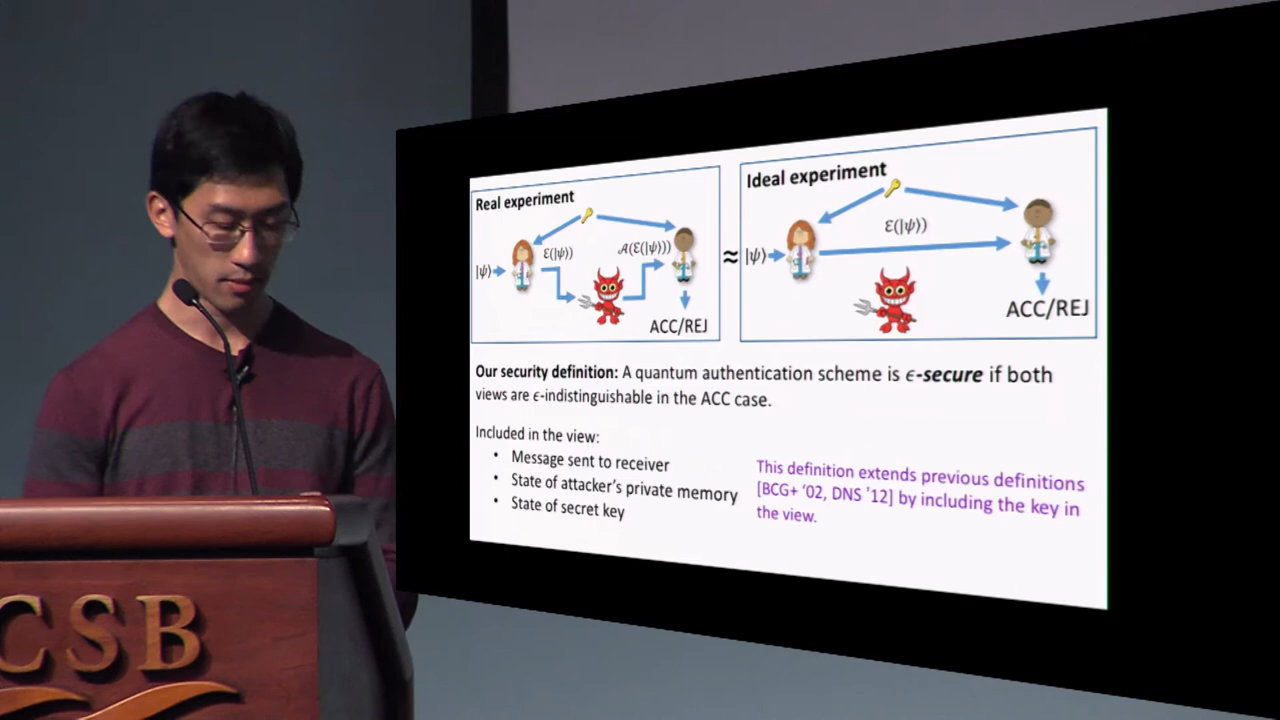 Real experiment
|ψ⟩
ℰ(|ψ⟩)
𝒜(ℰ(|ψ⟩))
ACC/REJ
≈
Ideal experiment
|ψ⟩
ℰ(|ψ⟩)
ACC/REJ
Our security definition: A quantum authentication scheme is ϵ-secure if both
views are ϵ-indistinguishable in the ACC case.
Included in the view:
• Message sent to receiver
• State of attacker's private memory
• State of secret key
This definition extends previous definitions
[BCG+ ‘02, DNS ’12] by including the key in
the view.
CSB